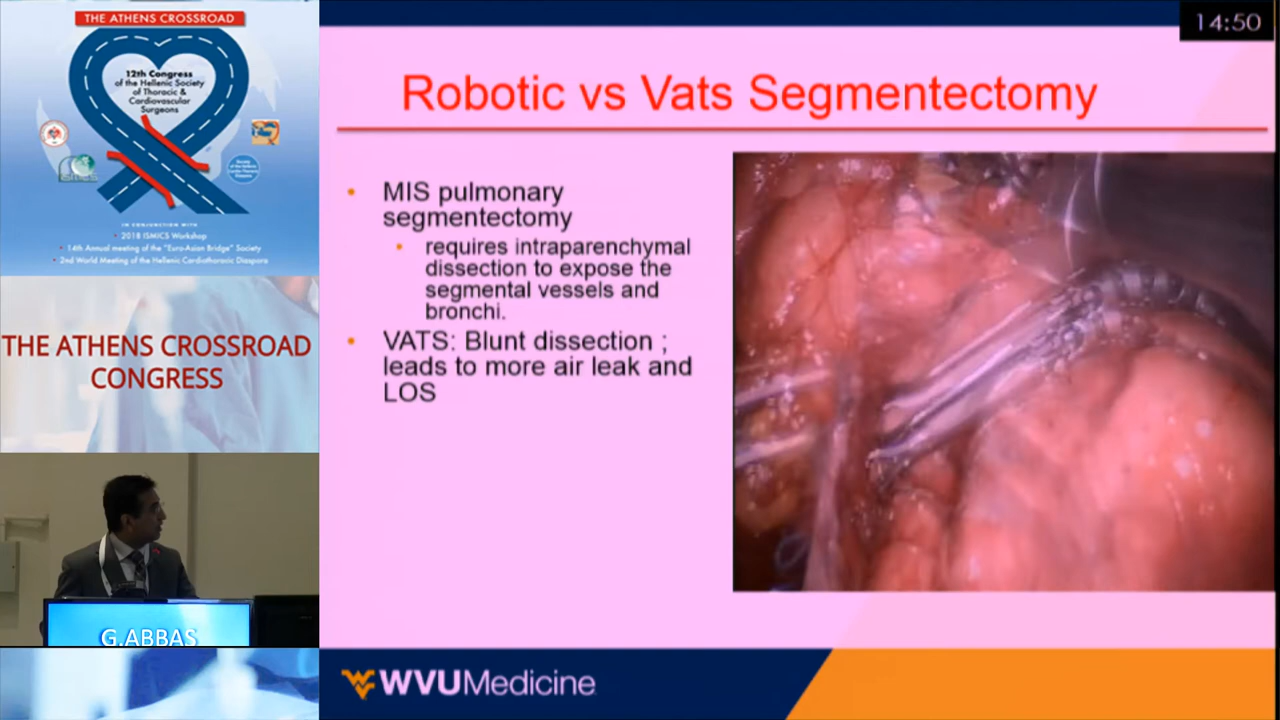 THE ATHENS CROSSROAD
12th Congress
of the Hellenic Society
of Thoracic &
Cardiovascular
Surgeons
IN CONJUNCTION WITH
• 2018 ISMICS Workshop
• 14th Annual meeting of the "Euro-Asian Bridge" Society
• 2nd World Meeting of the Hellenic Cardiothoracic Diaspora
THE ATHENS CROSSROAD
CONGRESS
G.ABBAS
14:50
Robotic vs Vats Segmentectomy
• MIS pulmonary
segmentectomy
• requires intraparenchymal
dissection to expose the
segmental vessels and
bronchi.
• VATS: Blunt dissection ;
leads to more air leak and
LOS
WVUMedicine